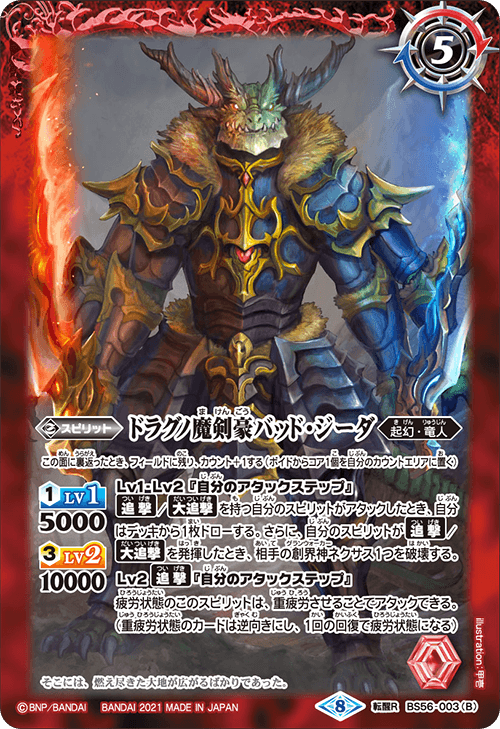 5
スピリット
ドラグノ魔剣豪バッド・ジーダ
ま けん ごう
起幻・竜人
き げん りゅうじん
この面に裏返ったとき、フィールドに残り、カウント+1する(ボイドからコア1個を自分のカウントエリアに置く)
1 LV1 5000
3 LV2 10000
Lv1・Lv2『自分のアタックステップ』
追撃/大追撃を持つ自分のスピリットがアタックしたとき、自分
はデッキから1枚ドローする。さらに、自分のスピリットが追撃/
大追撃を発揮したとき、相手の創界神ネクサス1つを破壊する。
Lv2 追撃『自分のアタックステップ』
疲労状態のこのスピリットは、重疲労させることでアタックできる。
(重疲労状態のカードは逆向きにし、1回の回復で疲労状態になる)
そこには、燃え尽きた大地が広がるばかりであった。
illustration:甲壱
©BNP/BANDAI BANDAI 2021 MADE IN JAPAN
8
転醒R BS56-003(B)